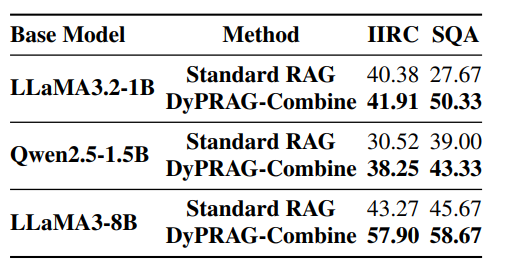 Base Model Method IIRC SQA
LLaMA3.2-1B Standard RAG 40.38 27.67
DyPRAG-Combine 41.91 50.33
Qwen2.5-1.5B Standard RAG 30.52 39.00
DyPRAG-Combine 38.25 43.33
LLaMA3-8B Standard RAG 43.27 45.67
DyPRAG-Combine 57.90 58.67